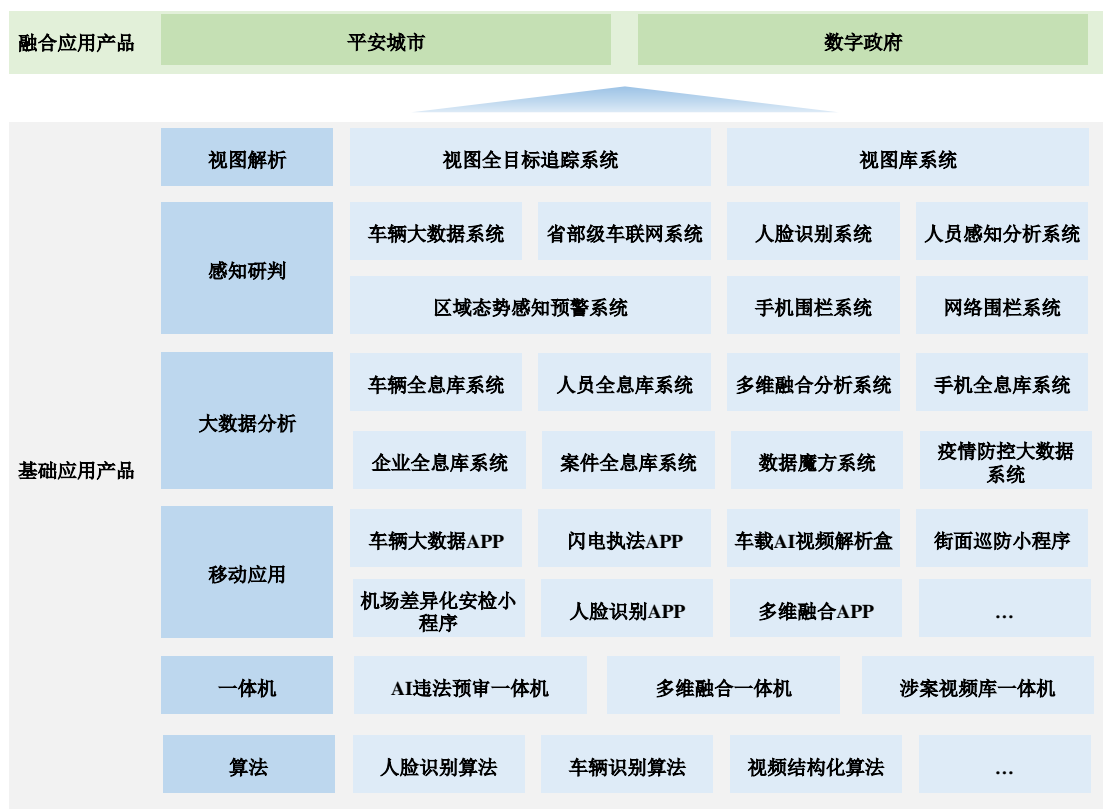 融合应用产品
平安城市
数字政府
基础应用产品
视图解析
视图全目标追踪系统
视图库系统
感知研判
车辆大数据系统
省部级车联网系统
人脸识别系统
人员感知分析系统
区域态势感知预警系统
手机围栏系统
网络围栏系统
大数据分析
车辆全息库系统
人员全息库系统
多维融合分析系统
手机全息库系统
企业全息库系统
案件全息库系统
数据魔方系统
疫情防控大数据
系统
移动应用
车辆大数据APP
闪电执法APP
车载AI视频解析盒
街面巡防小程序
机场差异化安检小
程序
人脸识别APP
多维融合APP
…
一体机
AI违法预审一体机
多维融合一体机
涉案视频库一体机
算法
人脸识别算法
车辆识别算法
视频结构化算法
…